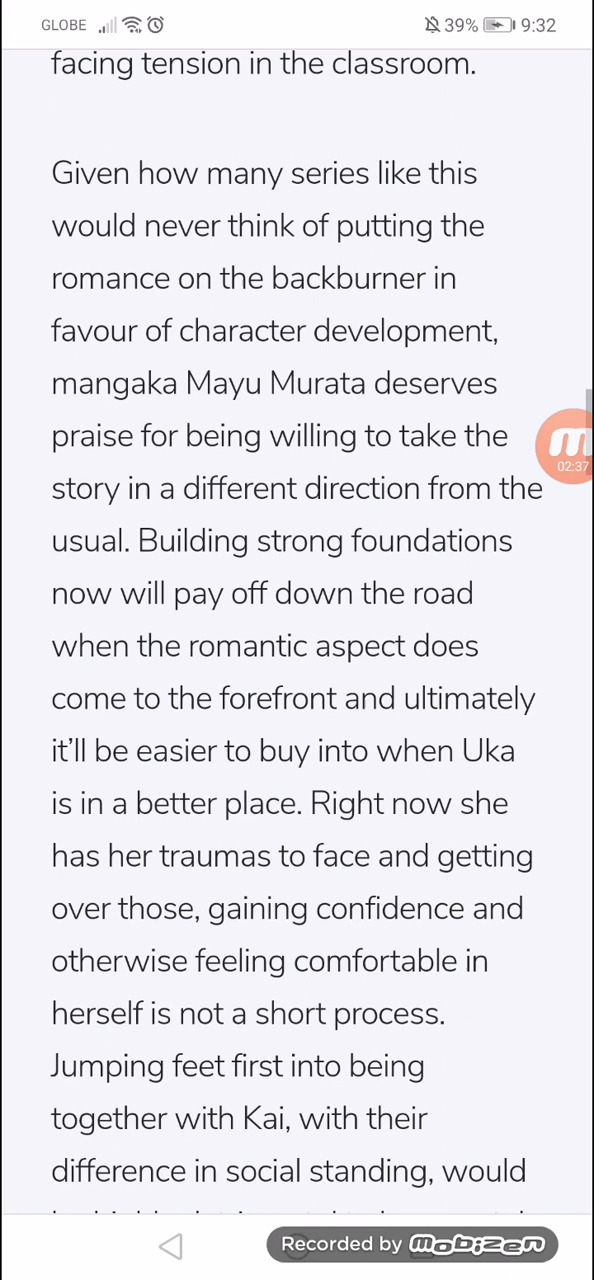 GLOBE 39% 9:32
facing tension in the classroom.
Given how many series like this
would never think of putting the
romance on the backburner in
favour of character development,
mangaka Mayu Murata deserves
praise for being willing to take the
story in a different direction from the
usual. Building strong foundations
now will pay off down the road
when the romantic aspect does
come to the forefront and ultimately
it'll be easier to buy into when Uka
is in a better place. Right now she
has her traumas to face and getting
over those, gaining confidence and
otherwise feeling comfortable in
herself is not a short process.
Jumping feet first into being
together with Kai, with their
difference in social standing, would
m
02:37
Recorded by mobizen